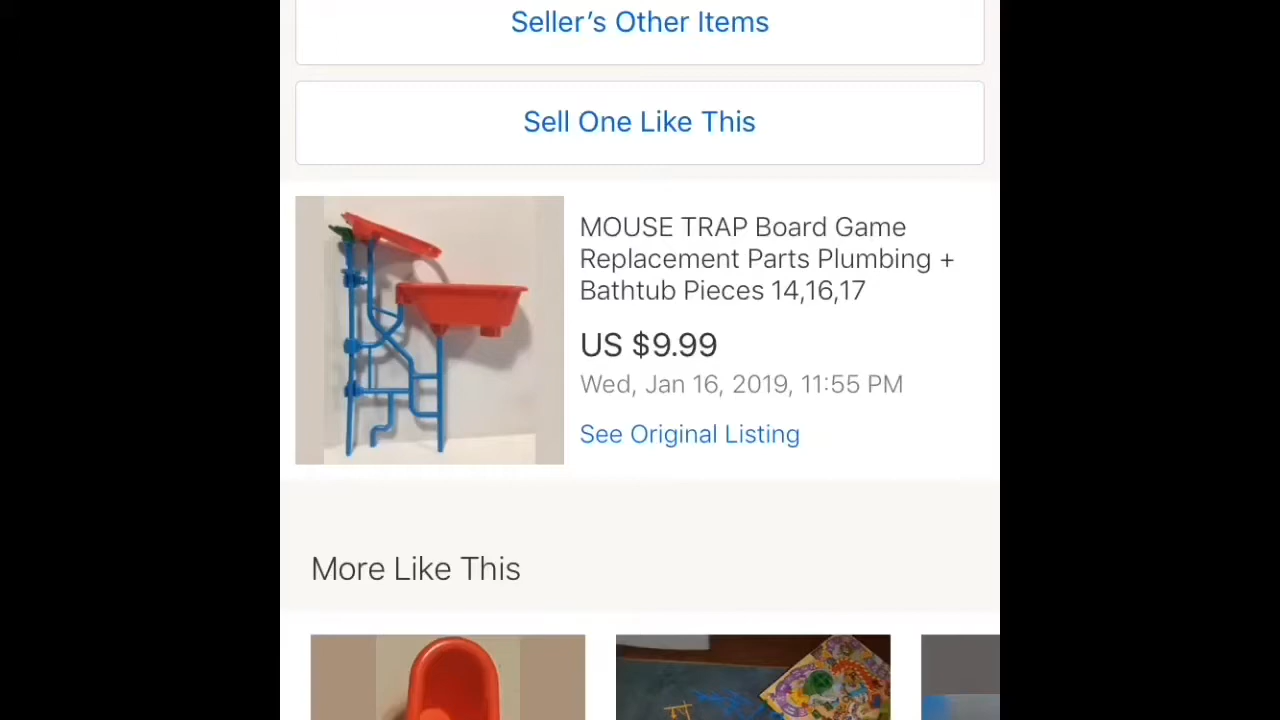 Seller’s Other Items
Sell One Like This
MOUSE TRAP Board Game
Replacement Parts Plumbing +
Bathtub Pieces 14,16,17
US $9.99
Wed, Jan 16, 2019, 11:55 PM
See Original Listing
More Like This